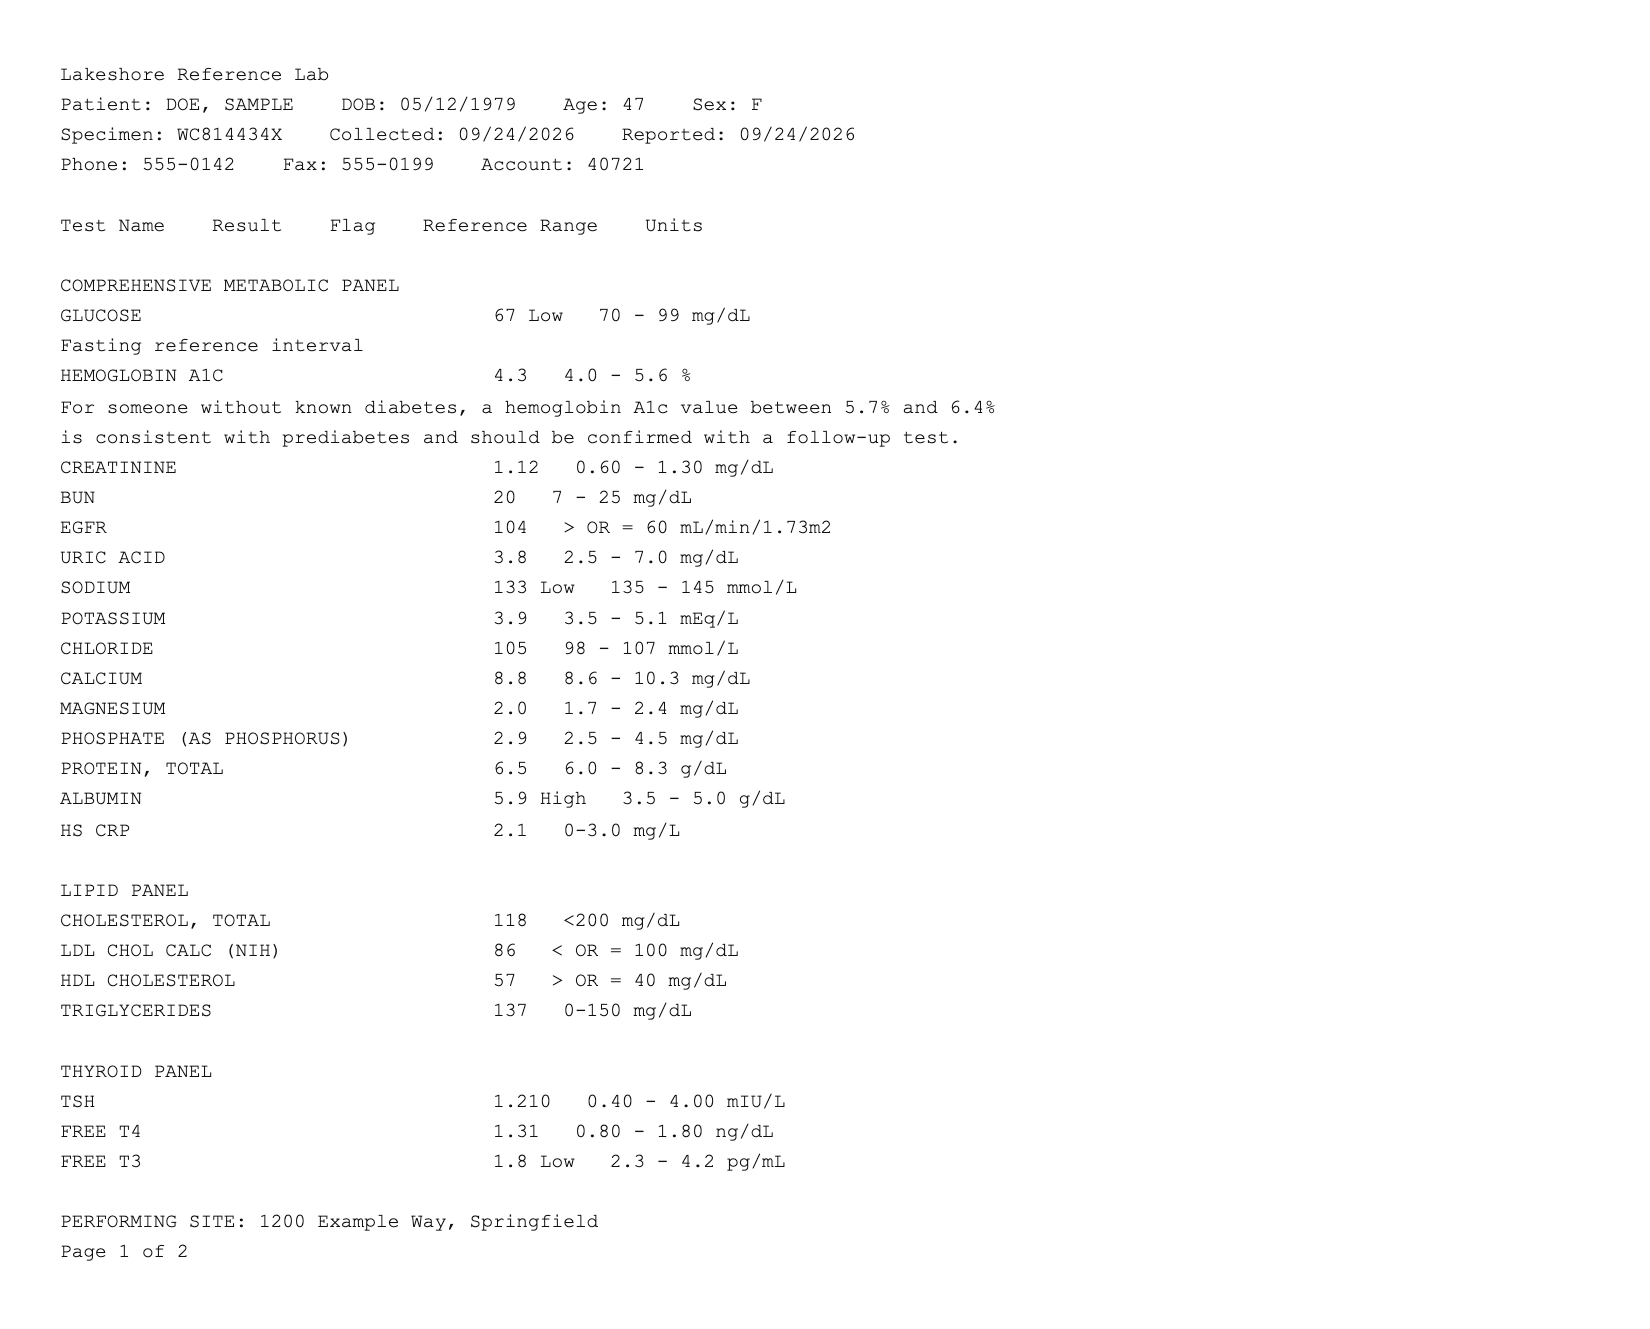 Lakeshore Reference Lab
Patient: DOE, SAMPLE    DOB: 05/12/1979    Age: 47    Sex: F
Specimen: WC814434X    Collected: 09/24/2026    Reported: 09/24/2026
Phone: 555-0142    Fax: 555-0199    Account: 40721
Test Name    Result    Flag    Reference Range    Units
COMPREHENSIVE METABOLIC PANEL
GLUCOSE    67 Low   70 - 99 mg/dL
Fasting reference interval
HEMOGLOBIN A1C    4.3   4.0 - 5.6 %
For someone without known diabetes, a hemoglobin A1c value between 5.7% and 6.4%
is consistent with prediabetes and should be confirmed with a follow-up test.
CREATININE    1.12   0.60 - 1.30 mg/dL
BUN    20   7 - 25 mg/dL
EGFR    104   > OR = 60 mL/min/1.73m2
URIC ACID    3.8   2.5 - 7.0 mg/dL
SODIUM    133 Low   135 - 145 mmol/L
POTASSIUM    3.9   3.5 - 5.1 mEq/L
CHLORIDE    105   98 - 107 mmol/L
CALCIUM    8.8   8.6 - 10.3 mg/dL
MAGNESIUM    2.0   1.7 - 2.4 mg/dL
PHOSPHATE (AS PHOSPHORUS)    2.9   2.5 - 4.5 mg/dL
PROTEIN, TOTAL    6.5   6.0 - 8.3 g/dL
ALBUMIN    5.9 High   3.5 - 5.0 g/dL
HS CRP    2.1   0-3.0 mg/L
LIPID PANEL
CHOLESTEROL, TOTAL    118   <200 mg/dL
LDL CHOL CALC (NIH)    86   < OR = 100 mg/dL
HDL CHOLESTEROL    57   > OR = 40 mg/dL
TRIGLYCERIDES    137   0-150 mg/dL
THYROID PANEL
TSH    1.210   0.40 - 4.00 mIU/L
FREE T4    1.31   0.80 - 1.80 ng/dL
FREE T3    1.8 Low   2.3 - 4.2 pg/mL
PERFORMING SITE: 1200 Example Way, Springfield
Page 1 of 2